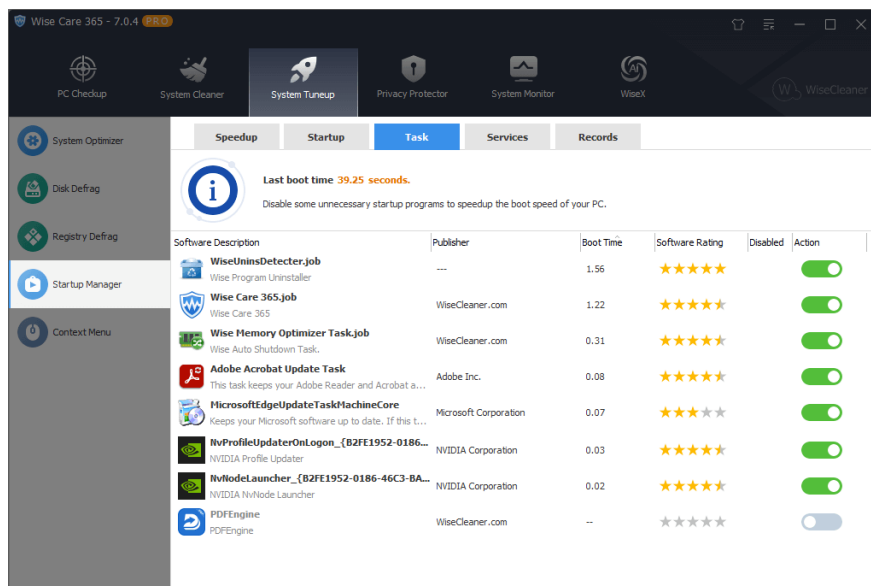 Wise Care 365 - 7.0.4 PRO
PC Checkup
System Cleaner
System Tuneup
Privacy Protector
System Monitor
AI
WiseX
W WiseCleaner
System Optimizer
Disk Defrag
Registry Defrag
Startup Manager
Context Menu
Speedup Startup Task Services Records
Last boot time 39.25 seconds.
Disable some unnecessary startup programs to speedup the boot speed of your PC.
Software Description Publisher Boot Time Software Rating Disabled Action
WiseUninsDetecter.job
Wise Program Uninstaller
--- 1.56
Wise Care 365.job
Wise Care 365
WiseCleaner.com 1.22
Wise Memory Optimizer Task.job
Wise Auto Shutdown Task.
WiseCleaner.com 0.31
Adobe Acrobat Update Task
This task keeps your Adobe Reader and Acrobat a...
Adobe Inc. 0.08
MicrosoftEdgeUpdateTaskMachineCore
Keeps your Microsoft software up to date. If this t...
Microsoft Corporation 0.07
NvProfileUpdaterOnLogon_{B2FE1952-0186...
NVIDIA Profile Updater
NVIDIA Corporation 0.03
NvNodeLauncher_{B2FE1952-0186-46C3-BA...
NVIDIA NvNode Launcher
NVIDIA Corporation 0.02
PDFEngine
PDFEngine
WiseCleaner.com --